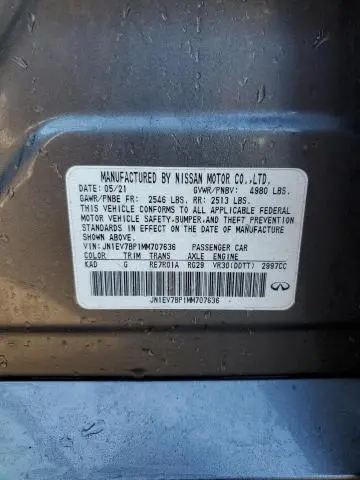 MANUFACTURED BY NISSAN MOTOR CO.,LTD.
DATE: 05/21 GVWR/PNBV: 4980 LBS.
GAWR/PNBE FR: 2546 LBS. RR: 2513 LBS.
THIS VEHICLE CONFORMS TO ALL APPLICABLE FEDERAL
MOTOR VEHICLE SAFETY,BUMPER,AND THEFT PREVENTION
STANDARDS IN EFFECT ON THE DATE OF MANUFACTURE
SHOWN ABOVE.
VIN: JN1EV7BP1MM707636 PASSENGER CAR
COLOR TRIM TRANS AXLE ENGINE
KAD G RE7R01A RG29 VR30(DDTT) 2997CC
JN1EV7BP1MM707636